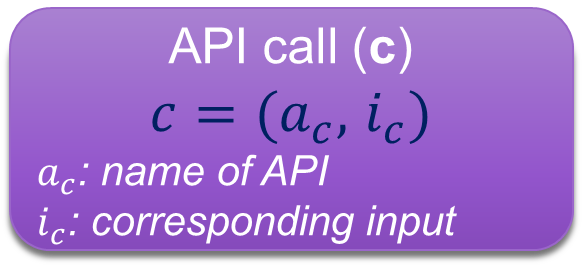 API call (c)
c = (a_c, i_c)
a_c: name of API
i_c: corresponding input